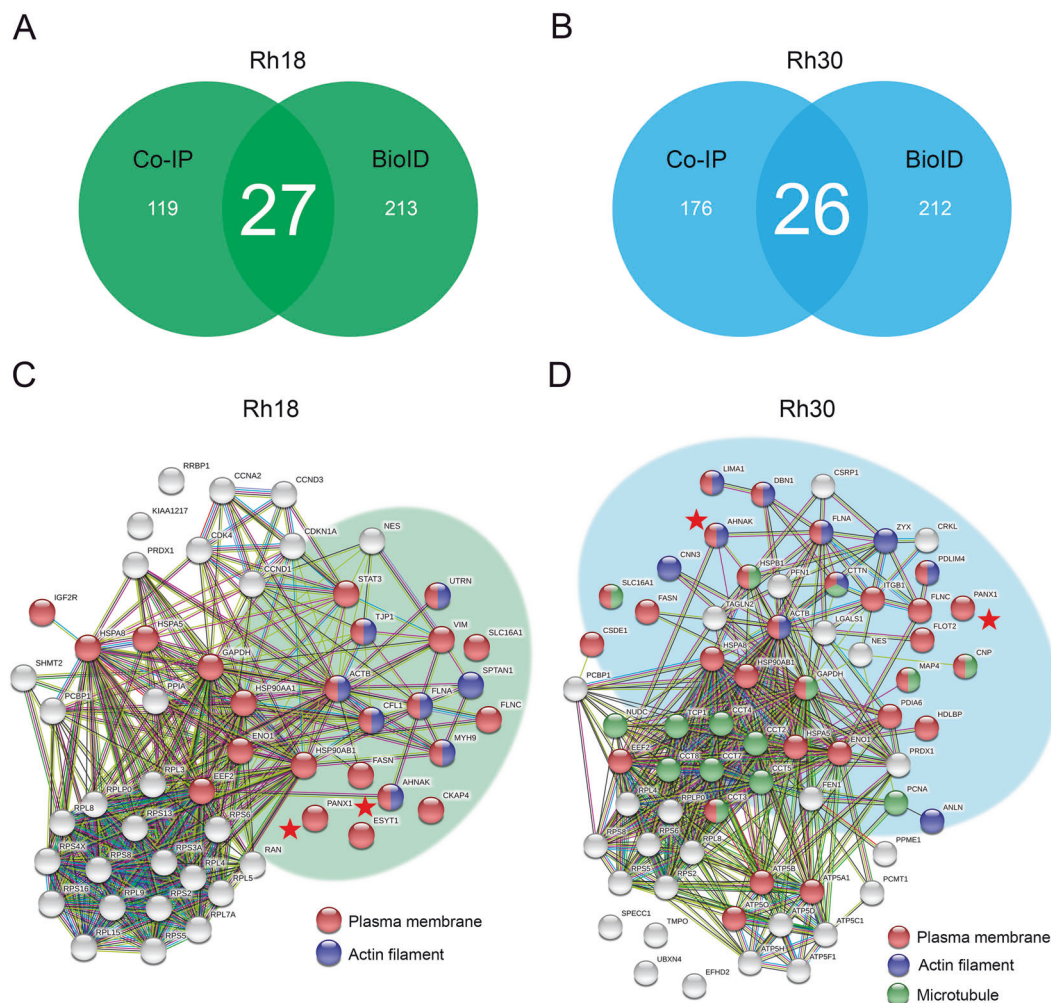 A
B
Rh18
Rh30
Co-IP
BioID
Co-IP
BioID
119
27
213
176
26
212
C
D
Rh18
Rh30
RRBP1
CCNA2
CCND3
KIAA1217
CDK4
CDKN1A
NES
PRDX1
CCND1
STAT3
UTRN
IGF2R
TJP1
VIM
SLC16A1
HSPA8
HSPA5
GAPDH
SHMT2
PCBP1
PPIA
HSP90AA1
ACTB
SPTAN1
FLNA
CFL1
FLNC
ENO1
MYH9
HSP90AB1
FASN
RPL3
EEF2
AHNAK
RPLP0
CKAP4
RPL8
RPS13
RPS6
PANX1
ESYT1
RPS4X
RPS8
RPS3A
RPL4
RAN
RPL5
RPS16
RPL9
RPS2
RPL7A
RPL15
RPS5
Plasma membrane
Actin filament
LIMA1
DBN1
CSRP1
AHNAK
FLNA
ZYX
CRKL
CNN3
HSPB1
PFN1
CTTN
PDLIM4
SLC16A1
ITGB1
FASN
TAGLN2
ACTB
FLNC
PANX1
LGALS1
FLOT2
CSDE1
NES
CNP
HSPA8
HSP90AB1
GAPDH
MAP4
PCBP1
PDIA6
NUDC
TCP1
CCT4
HDLBP
CCT2
HSPA5
ENO1
EEF2
CCT6
CCT7
CCT5
PRDX1
RPL4
RPLP0
CCT3
FEN1
PCNA
ANLN
RPS8
RPS6
RPL8
PPME1
RPS5
RPS2
ATP5B
ATP5A1
PCMT1
SPECC1
TMPO
ATP5O
ATP5D
ATP5C1
UBXN4
EFHD2
ATP5H
ATP5F1
Plasma membrane
Actin filament
Microtubule